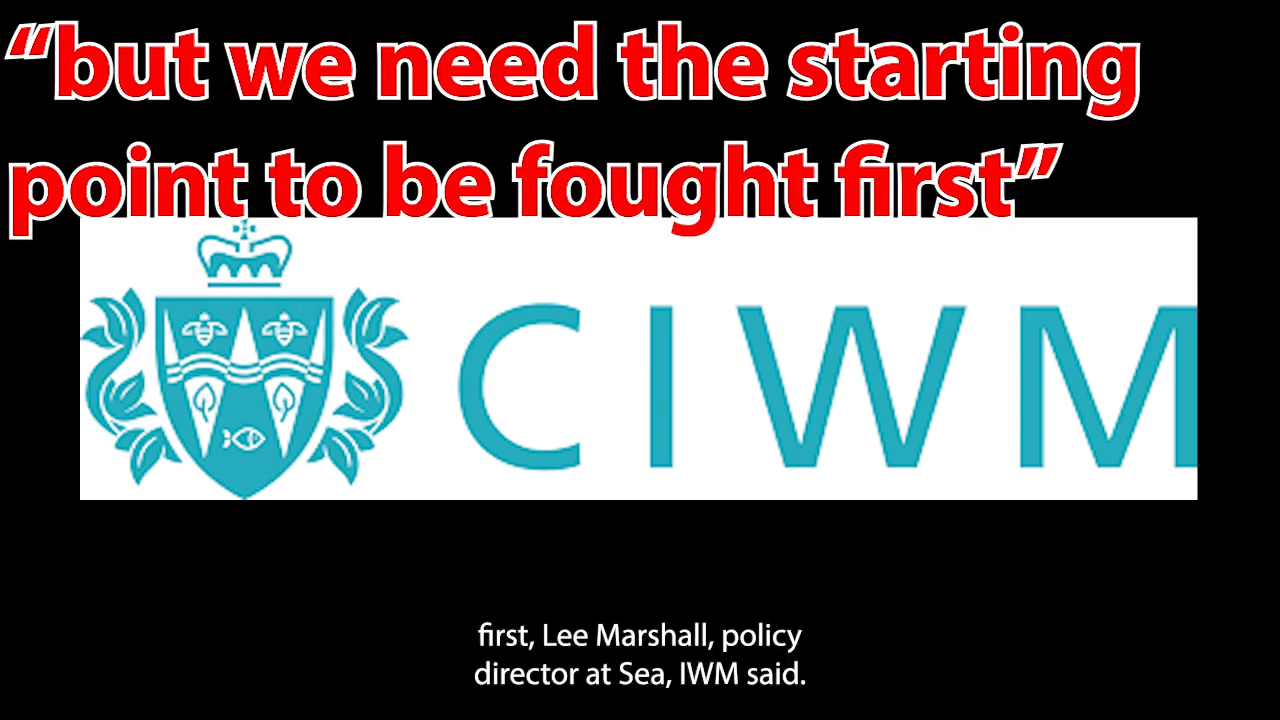 “but we need the starting
point to be fought first”
CIWM
first, Lee Marshall, policy
director at Sea, IWM said.